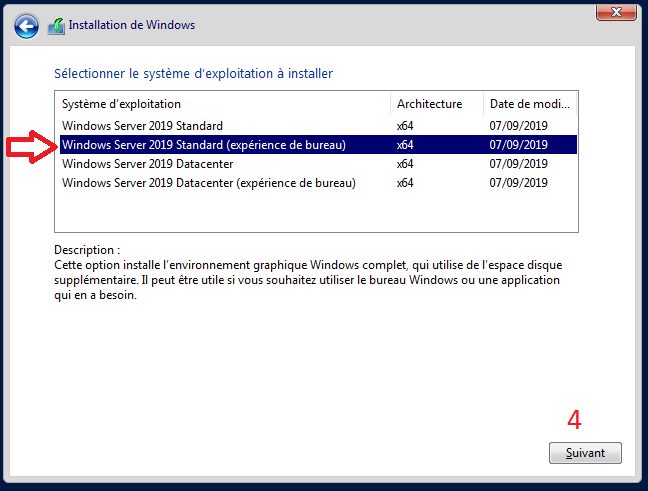 Installation de Windows
Sélectionner le système d'exploitation à installer
Système d'exploitation Architecture Date de modi...
Windows Server 2019 Standard x64 07/09/2019
Windows Server 2019 Standard (expérience de bureau) x64 07/09/2019
Windows Server 2019 Datacenter x64 07/09/2019
Windows Server 2019 Datacenter (expérience de bureau) x64 07/09/2019
Description :
Cette option installe l'environnement graphique Windows complet, qui utilise de l'espace disque
supplémentaire. Il peut être utile si vous souhaitez utiliser le bureau Windows ou une application
qui en a besoin.
4
Suivant